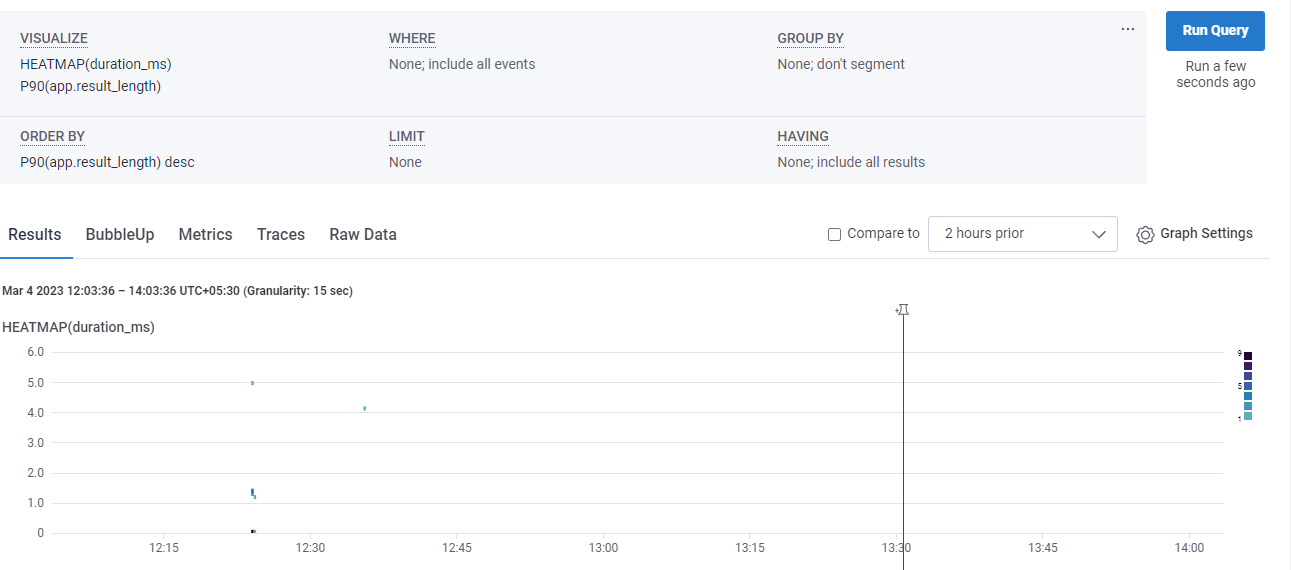 VISUALIZE
HEATMAP(duration_ms)
P90(app.result_length)
WHERE
None; include all events
GROUP BY
None; don't segment
...
Run Query
Run a few
seconds ago
ORDER BY
P90(app.result_length) desc
LIMIT
None
HAVING
None; include all results
Results BubbleUp Metrics Traces Raw Data
Compare to 2 hours prior Graph Settings
Mar 4 2023 12:03:36 – 14:03:36 UTC+05:30 (Granularity: 15 sec)
HEATMAP(duration_ms)
6.0
5.0
4.0
3.0
2.0
1.0
0
12:15 12:30 12:45 13:00 13:15 13:30 13:45 14:00
9
5
1